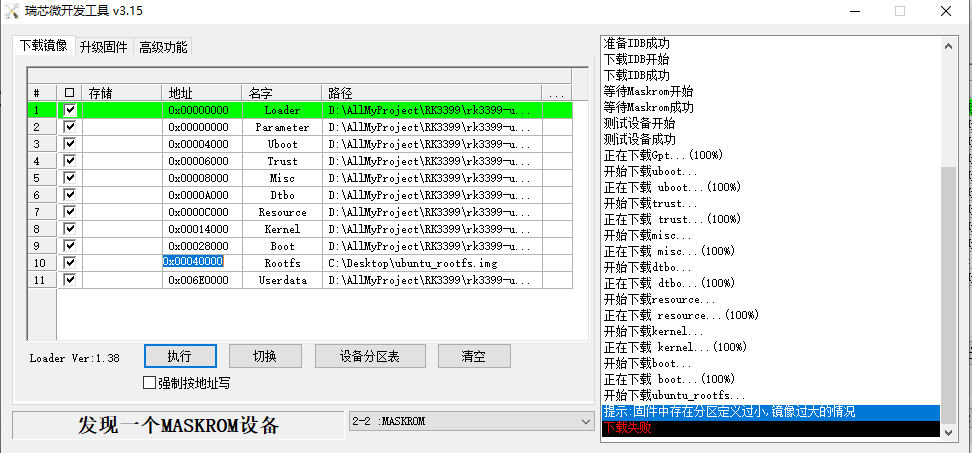 瑞芯微开发工具 v3.15
下载镜像 升级固件 高级功能
# 存储 地址 名字 路径 ...
1 0x00000000 Loader D:\AllMyProject\RK3399\rk3399-u...
2 0x00000000 Parameter D:\AllMyProject\RK3399\rk3399-u...
3 0x00004000 Uboot D:\AllMyProject\RK3399\rk3399-u...
4 0x00006000 Trust D:\AllMyProject\RK3399\rk3399-u...
5 0x00008000 Misc D:\AllMyProject\RK3399\rk3399-u...
6 0x0000A000 Dtbo D:\AllMyProject\RK3399\rk3399-u...
7 0x0000C000 Resource D:\AllMyProject\RK3399\rk3399-u...
8 0x00014000 Kernel D:\AllMyProject\RK3399\rk3399-u...
9 0x00028000 Boot D:\AllMyProject\RK3399\rk3399-u...
10 0x00040000 Rootfs C:\Desktop\ubuntu_rootfs.img
11 0x006E0000 Userdata D:\AllMyProject\RK3399\rk3399-u...
Loader Ver:1.38 执行 切换 设备分区表 清空
强制按地址写
发现一个MASKROM设备 2-2 :MASKROM
准备IDB成功
下载IDB开始
下载IDB成功
等待Maskrom开始
等待Maskrom成功
测试设备开始
测试设备成功
正在下载Gpt...(100%)
开始下载uboot...
正在下载 uboot...(100%)
开始下载trust...
正在下载 trust...(100%)
开始下载misc...
正在下载 misc...(100%)
开始下载dtbo...
正在下载 dtbo...(100%)
开始下载resource...
正在下载 resource...(100%)
开始下载kernel...
正在下载 kernel...(100%)
开始下载boot...
正在下载 boot...(100%)
开始下载ubuntu_rootfs...
提示:固件中存在分区定义过小,镜像过大的情况
下载失败